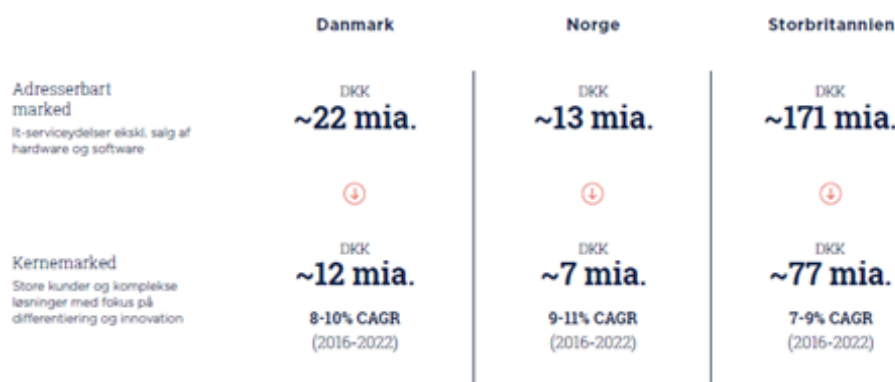 Danmark Norge Storbritannien
Adresserbart
marked
It-serviceydelser ekskl. salg af
hardware og software
DKK
~22 mia.
DKK
~13 mia.
DKK
~171 mia.
Kernemarked
Store kunder og komplekse
løsninger med fokus på
differentiering og innovation
DKK
~12 mia.
8-10% CAGR
(2016-2022)
DKK
~7 mia.
9-11% CAGR
(2016-2022)
DKK
~77 mia.
7-9% CAGR
(2016-2022)